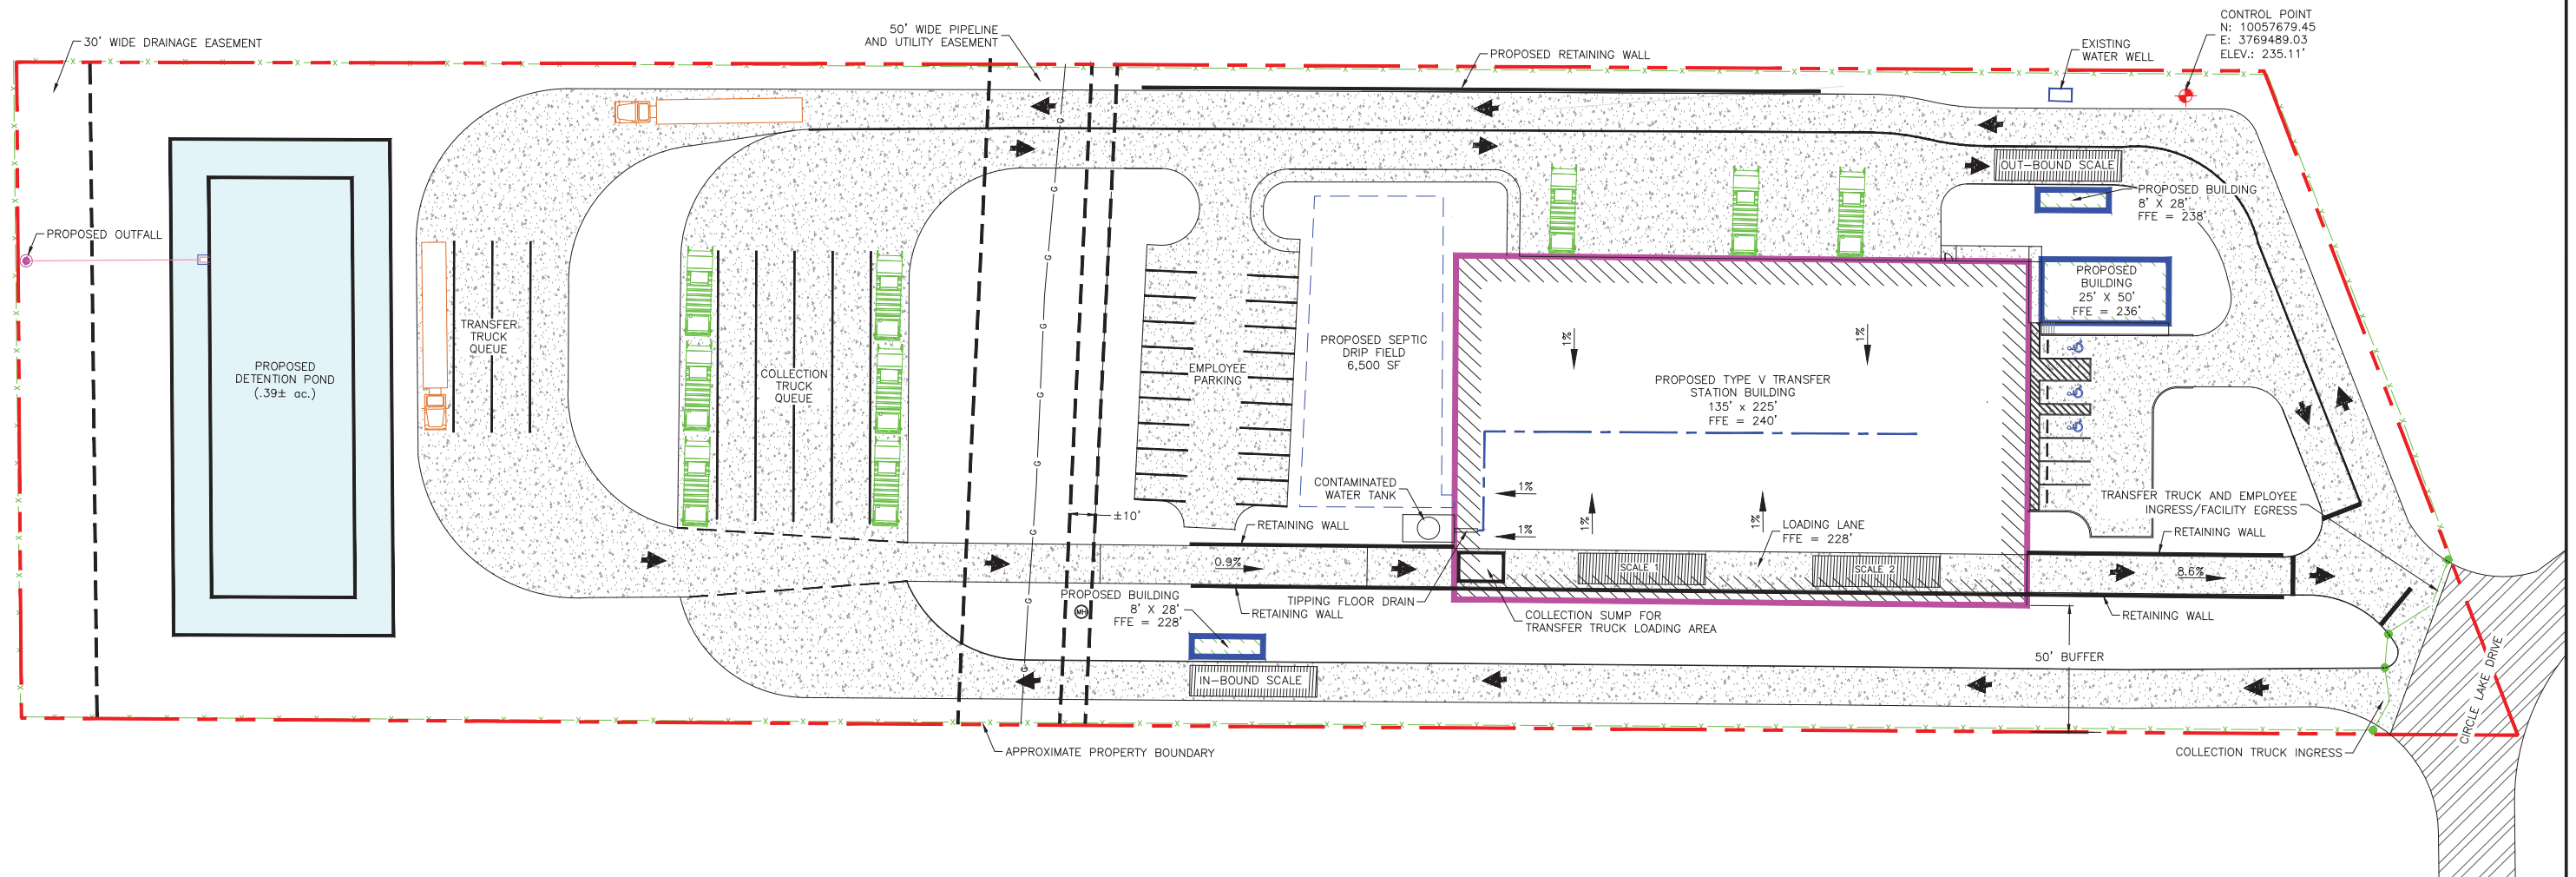 CONTROL POINT
N: 10057679.45
E: 3769489.03
ELEV.: 235.11'
30' WIDE DRAINAGE EASEMENT
50' WIDE PIPELINE
AND UTILITY EASEMENT
PROPOSED RETAINING WALL
EXISTING
WATER WELL
OUT-BOUND SCALE
PROPOSED BUILDING
8' X 28'
FFE = 238'
PROPOSED OUTFALL
PROPOSED
BUILDING
25' X 50'
FFE = 236'
TRANSFER
TRUCK
QUEUE
PROPOSED
DETENTION POND
(.39± ac.)
COLLECTION
TRUCK
QUEUE
EMPLOYEE
PARKING
PROPOSED SEPTIC
DRIP FIELD
6,500 SF
1%
1%
PROPOSED TYPE V TRANSFER
STATION BUILDING
135' x 225'
FFE = 240'
G
G
G
G
G
G
G
G
G
G
CONTAMINATED
WATER TANK
1%
1%
1%
1%
TRANSFER TRUCK AND EMPLOYEE
INGRESS/FACILITY EGRESS
±10'
RETAINING WALL
LOADING LANE
FFE = 228'
RETAINING WALL
0.9%
SCALE 1
SCALE 2
8.6%
PROPOSED BUILDING
8' X 28'
FFE = 228'
MH
TIPPING FLOOR DRAIN
RETAINING WALL
COLLECTION SUMP FOR
TRANSFER TRUCK LOADING AREA
RETAINING WALL
50' BUFFER
IN-BOUND SCALE
CIRCLE LAKE DRIVE
APPROXIMATE PROPERTY BOUNDARY
COLLECTION TRUCK INGRESS